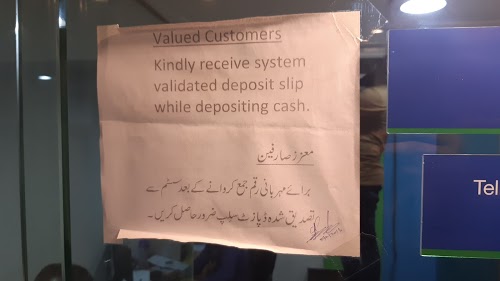 Valued Customers
Kindly receive system
validated deposit slip
while depositing cash.
معزز صارفین
برائے مہربانی رقم جمع کروانے کے بعد سسٹم سے
تصدیق شدہ ڈپازٹ سلپ ضرور حاصل کریں۔
Tel